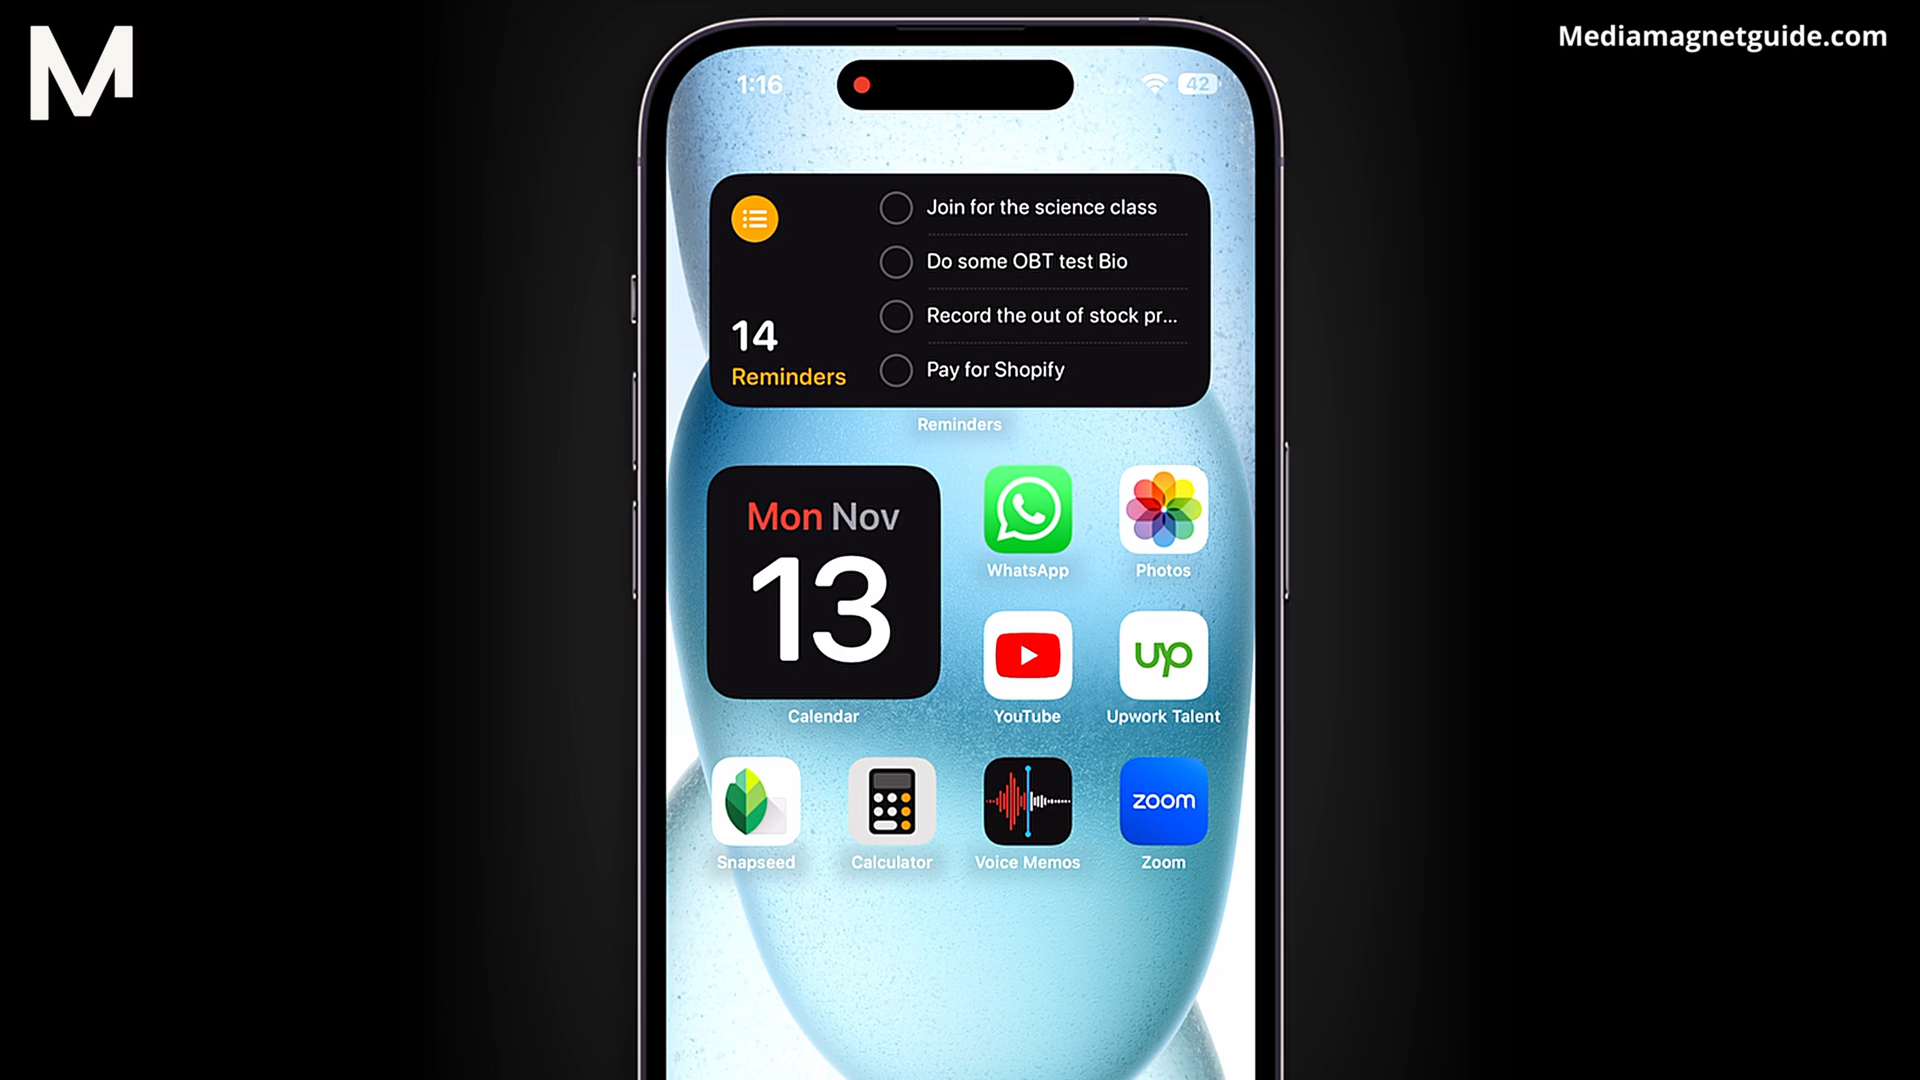 M
Mediamagnetguide.com
1:16
42
Join for the science class
Do some OBT test Bio
Record the out of stock pr...
Pay for Shopify
14
Reminders
Reminders
Mon Nov
13
Calendar
WhatsApp
Photos
YouTube
up
Upwork Talent
Snapseed
Calculator
Voice Memos
zoom
Zoom